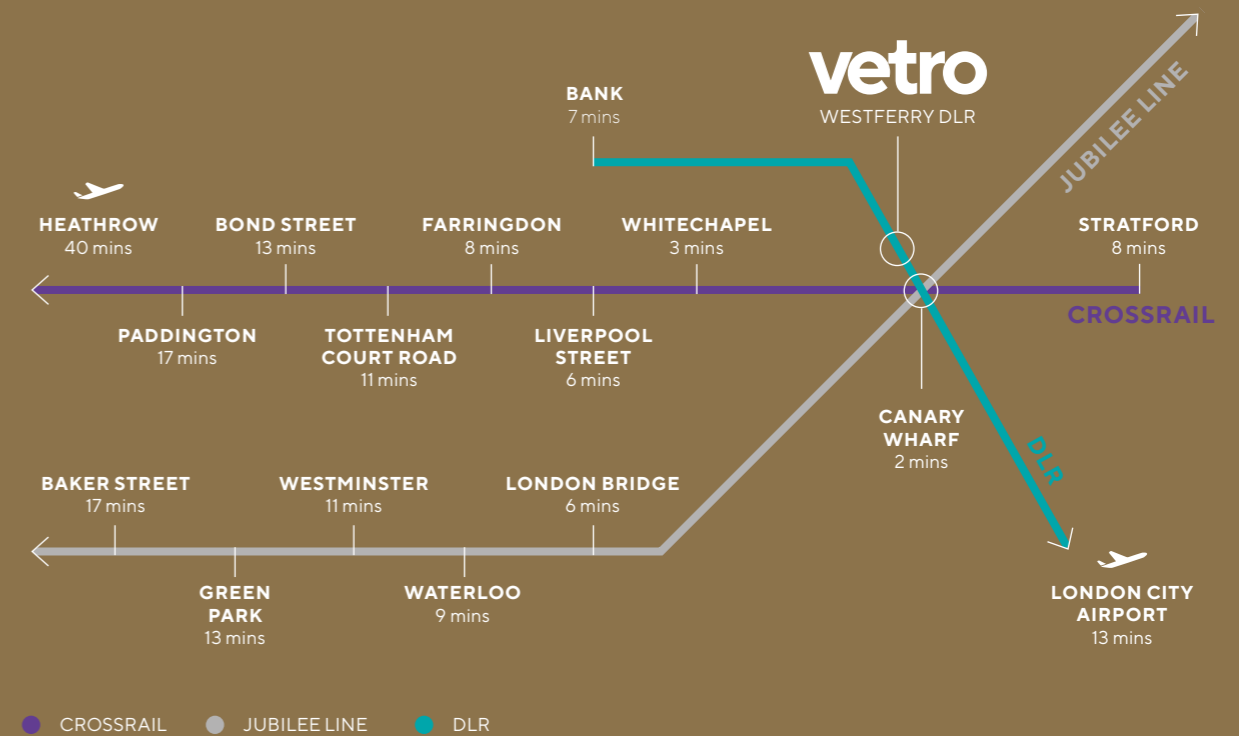 vetro
WESTFERRY DLR
BANK
7 mins
JUBILEE LINE
HEATHROW
40 mins
BOND STREET
13 mins
FARRINGDON
8 mins
WHITECHAPEL
3 mins
STRATFORD
8 mins
CROSSRAIL
PADDINGTON
17 mins
TOTTENHAM
COURT ROAD
11 mins
LIVERPOOL
STREET
6 mins
CANARY
WHARF
2 mins
DLR
BAKER STREET
17 mins
WESTMINSTER
11 mins
LONDON BRIDGE
6 mins
GREEN
PARK
13 mins
WATERLOO
9 mins
LONDON CITY
AIRPORT
13 mins
CROSSRAIL
JUBILEE LINE
DLR